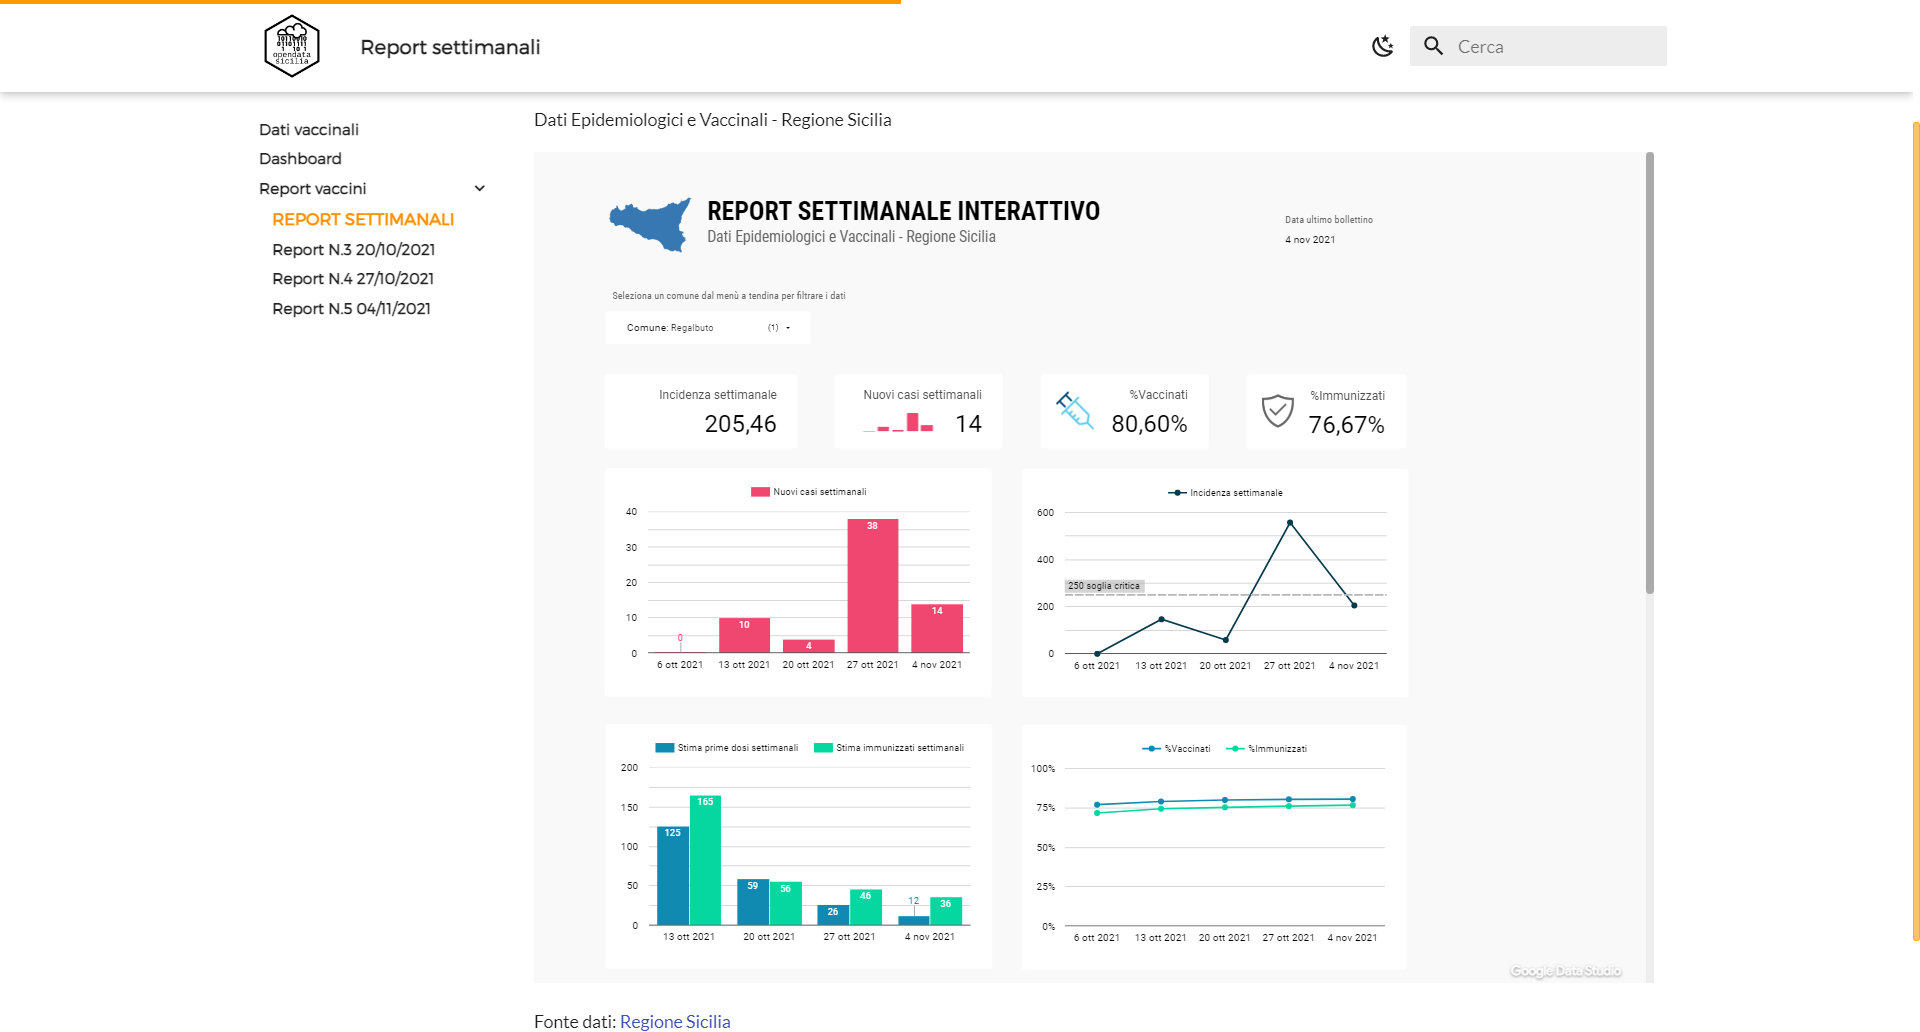 10110010
01101111
1 10 1
opendata
sicilia
Report settimanali
Cerca
Dati vaccinali
Dashboard
Report vaccini
REPORT SETTIMANALI
Report N.3 20/10/2021
Report N.4 27/10/2021
Report N.5 04/11/2021
Dati Epidemiologici e Vaccinali - Regione Sicilia
REPORT SETTIMANALE INTERATTIVO
Dati Epidemiologici e Vaccinali - Regione Sicilia
Data ultimo bollettino
4 nov 2021
Seleziona un comune dal menù a tendina per filtrare i dati
Comune: Regalbuto (1)
Incidenza settimanale
205,46
Nuovi casi settimanali
14
%Vaccinati
80,60%
%Immunizzati
76,67%
Nuovi casi settimanali
40
30
20
10
0
0
10
4
38
14
6 ott 2021 13 ott 2021 20 ott 2021 27 ott 2021 4 nov 2021
Incidenza settimanale
600
400
200
0
250 soglia critica
6 ott 2021 13 ott 2021 20 ott 2021 27 ott 2021 4 nov 2021
Stima prime dosi settimanali Stima immunizzati settimanali
200
150
100
50
0
125
165
59
56
26
46
12
36
13 ott 2021 20 ott 2021 27 ott 2021 4 nov 2021
%Vaccinati %Immunizzati
100%
75%
50%
25%
0%
6 ott 2021 13 ott 2021 20 ott 2021 27 ott 2021 4 nov 2021
Google Data Studio
Fonte dati: Regione Sicilia